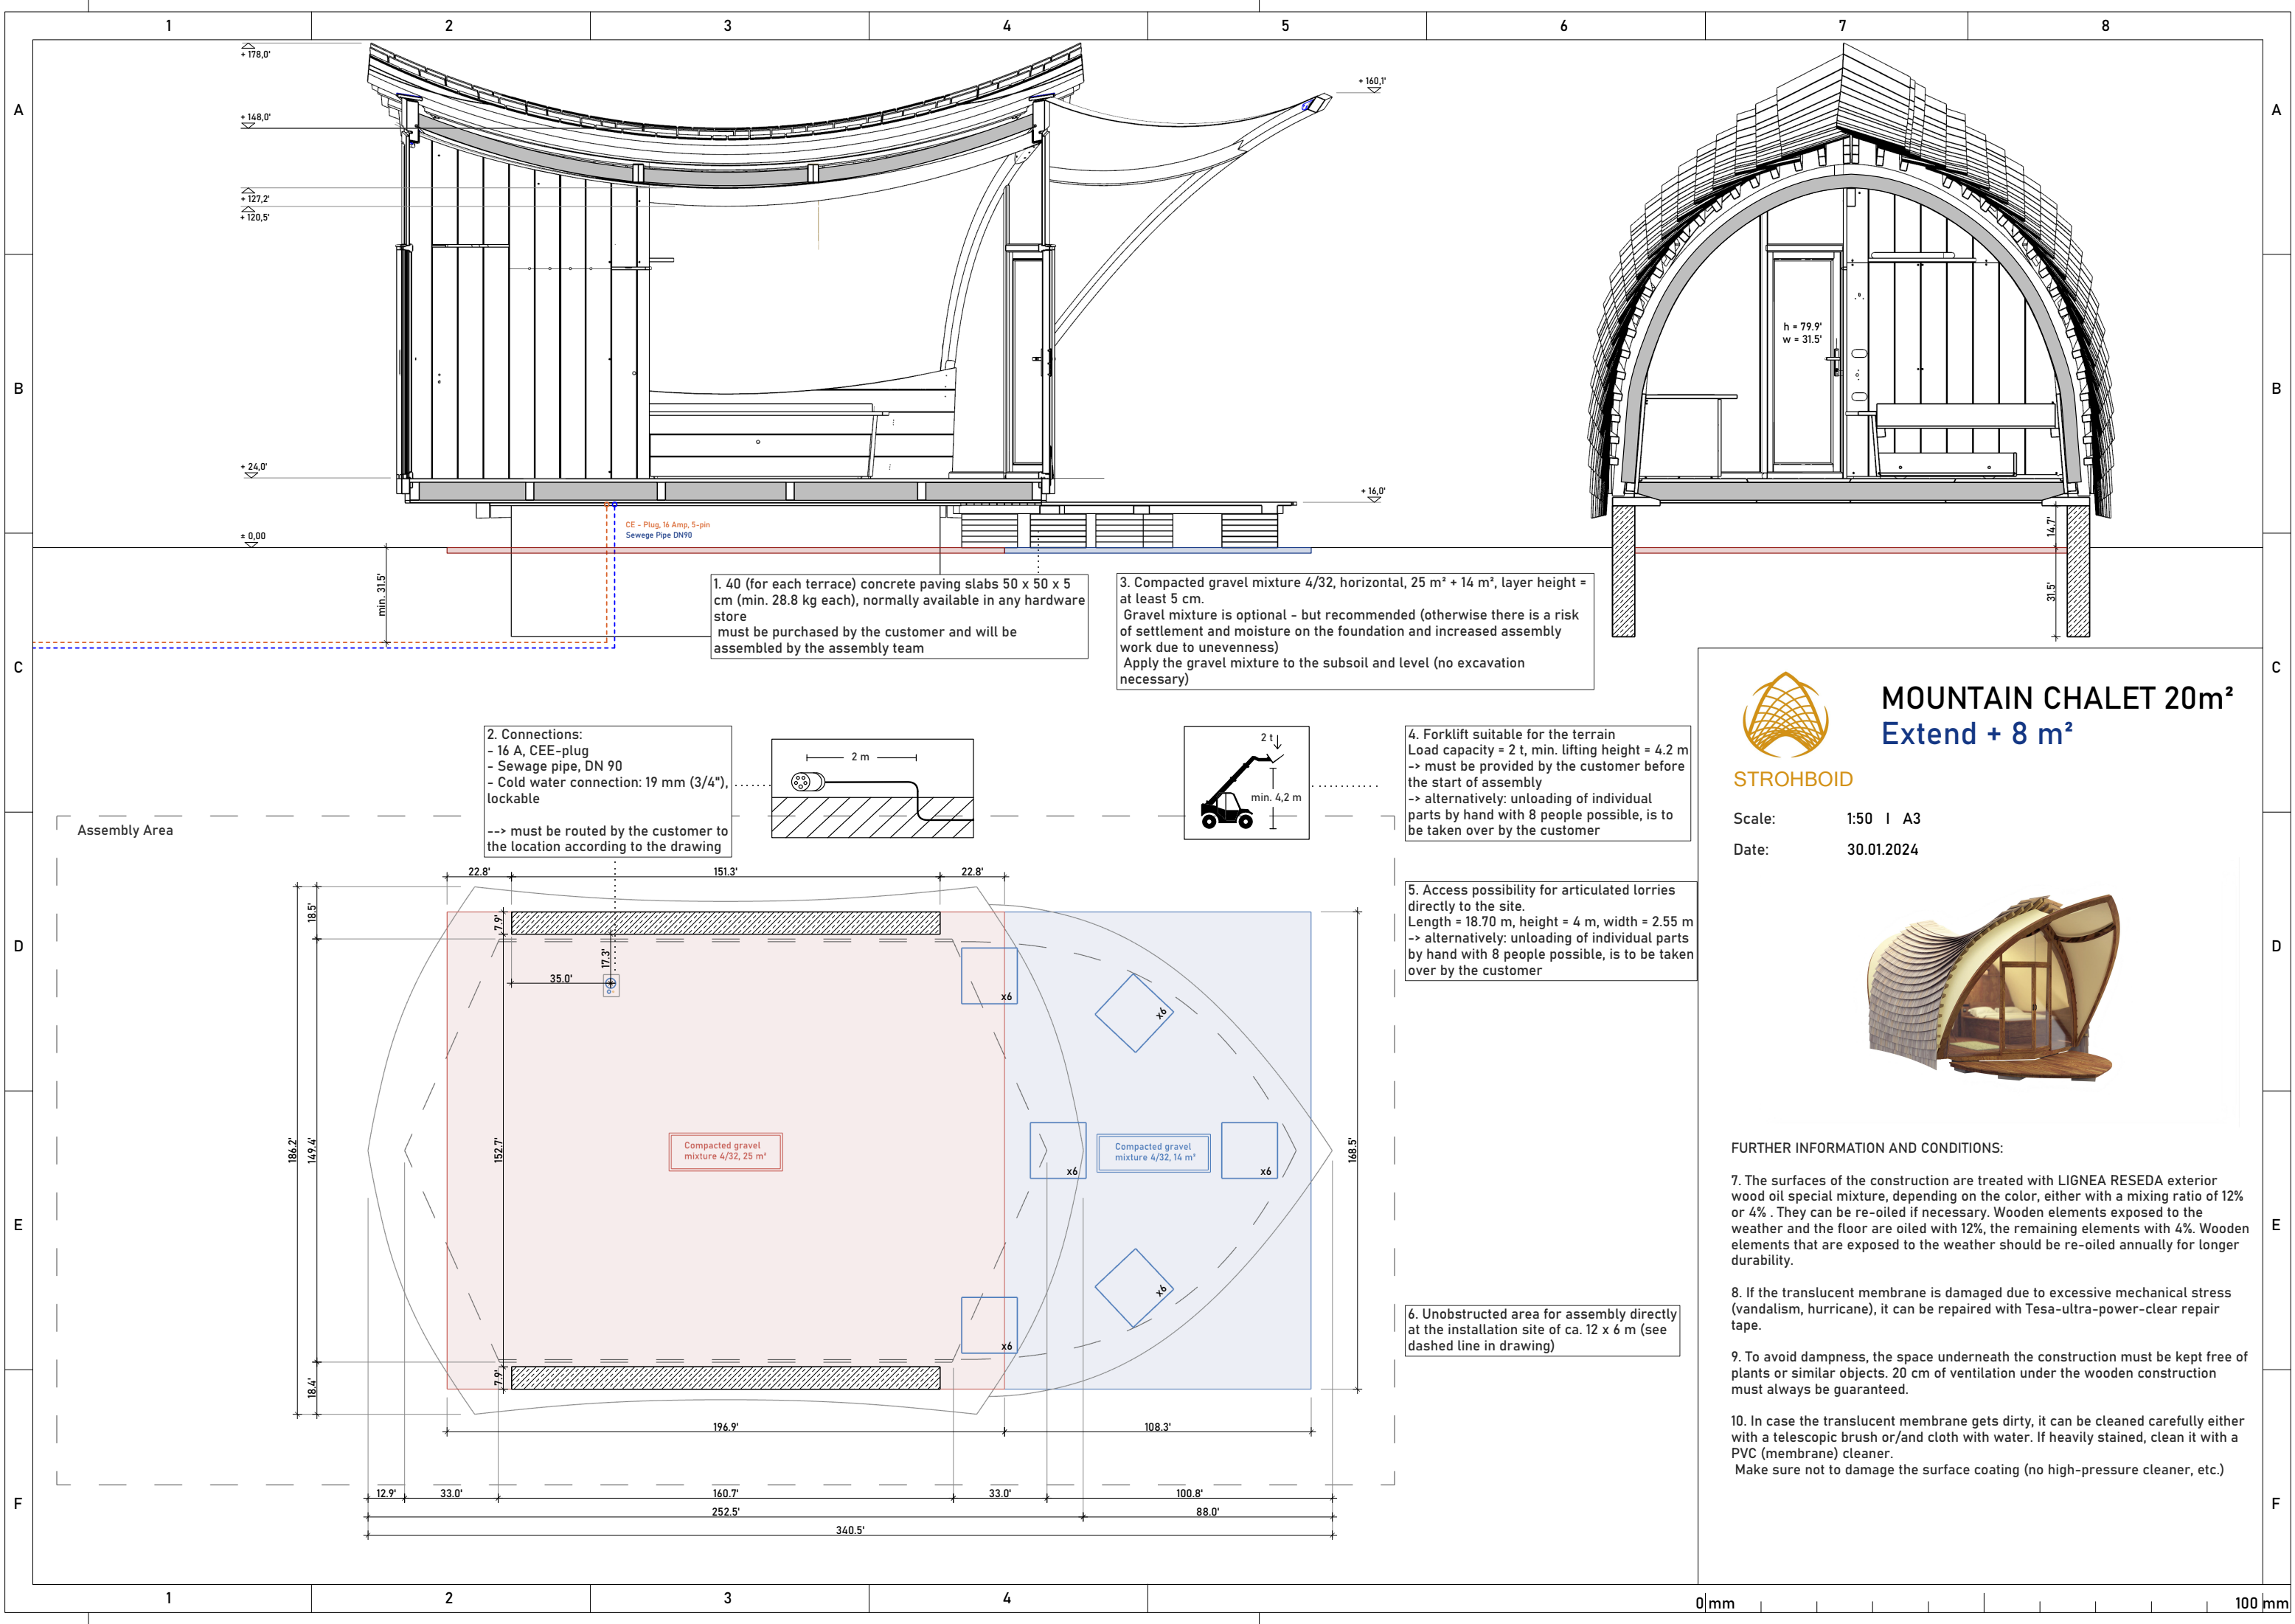 1 2 3 4 5 6 7 8
A A
B B
C C
D D
E E
F F
+ 178,0'
+ 148,0'
+ 127,2'
+ 120,5'
+ 24,0'
± 0,00
+ 160,1'
+ 16,0'
min. 31.5'
CE - Plug, 16 Amp, 5-pin
Sewege Pipe DN90
h = 79.9'
w = 31.5'
14.7'
31.5'
1. 40 (for each terrace) concrete paving slabs 50 x 50 x 5
cm (min. 28.8 kg each), normally available in any hardware
store
must be purchased by the customer and will be
assembled by the assembly team
3. Compacted gravel mixture 4/32, horizontal, 25 m² + 14 m², layer height =
at least 5 cm.
Gravel mixture is optional - but recommended (otherwise there is a risk
of settlement and moisture on the foundation and increased assembly
work due to unevenness)
Apply the gravel mixture to the subsoil and level (no excavation
necessary)
2. Connections:
- 16 A, CEE-plug
- Sewage pipe, DN 90
- Cold water connection: 19 mm (3/4"),
lockable
--> must be routed by the customer to
the location according to the drawing
2 m
2 t
min. 4,2 m
4. Forklift suitable for the terrain
Load capacity = 2 t, min. lifting height = 4.2 m
-> must be provided by the customer before
the start of assembly
-> alternatively: unloading of individual
parts by hand with 8 people possible, is to
be taken over by the customer
5. Access possibility for articulated lorries
directly to the site.
Length = 18.70 m, height = 4 m, width = 2.55 m
-> alternatively: unloading of individual parts
by hand with 8 people possible, is to be taken
over by the customer
6. Unobstructed area for assembly directly
at the installation site of ca. 12 x 6 m (see
dashed line in drawing)
Assembly Area
22.8' 151.3' 22.8'
18.5'
7.9'
17.3'
35.0'
186.2'
149.4'
152.7'
168.5'
18.4'
7.9'
x6
x6
x6
x6
x6
x6
Compacted gravel
mixture 4/32, 25 m²
Compacted gravel
mixture 4/32, 14 m²
196.9' 108.3'
12.9' 33.0' 160.7' 33.0' 100.8'
252.5' 88.0'
340.5'
STROHBOID
MOUNTAIN CHALET 20m²
Extend + 8 m²
Scale: 1:50 I A3
Date: 30.01.2024
FURTHER INFORMATION AND CONDITIONS:
7. The surfaces of the construction are treated with LIGNEA RESEDA exterior
wood oil special mixture, depending on the color, either with a mixing ratio of 12%
or 4% . They can be re-oiled if necessary. Wooden elements exposed to the
weather and the floor are oiled with 12%, the remaining elements with 4%. Wooden
elements that are exposed to the weather should be re-oiled annually for longer
durability.
8. If the translucent membrane is damaged due to excessive mechanical stress
(vandalism, hurricane), it can be repaired with Tesa-ultra-power-clear repair
tape.
9. To avoid dampness, the space underneath the construction must be kept free of
plants or similar objects. 20 cm of ventilation under the wooden construction
must always be guaranteed.
10. In case the translucent membrane gets dirty, it can be cleaned carefully either
with a telescopic brush or/and cloth with water. If heavily stained, clean it with a
PVC (membrane) cleaner.
Make sure not to damage the surface coating (no high-pressure cleaner, etc.)
1 2 3 4
0 mm 100 mm